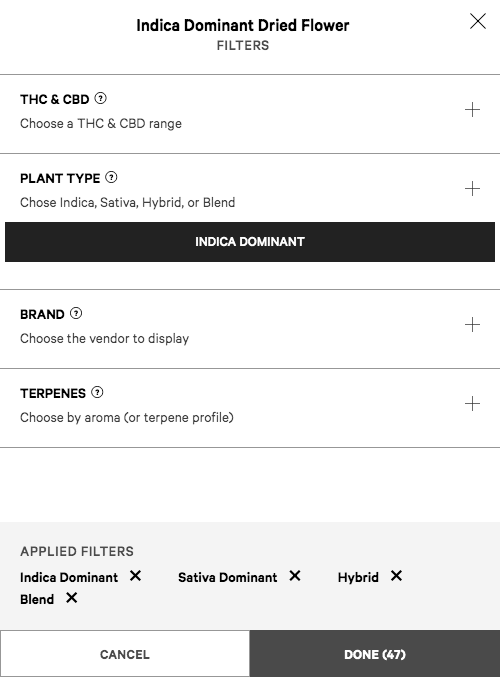 Indica Dominant Dried Flower
FILTERS
THC & CBD ?
Choose a THC & CBD range
PLANT TYPE ?
Chose Indica, Sativa, Hybrid, or Blend
INDICA DOMINANT
BRAND ?
Choose the vendor to display
TERPENES ?
Choose by aroma (or terpene profile)
APPLIED FILTERS
Indica Dominant Sativa Dominant Hybrid
Blend
CANCEL DONE (47)